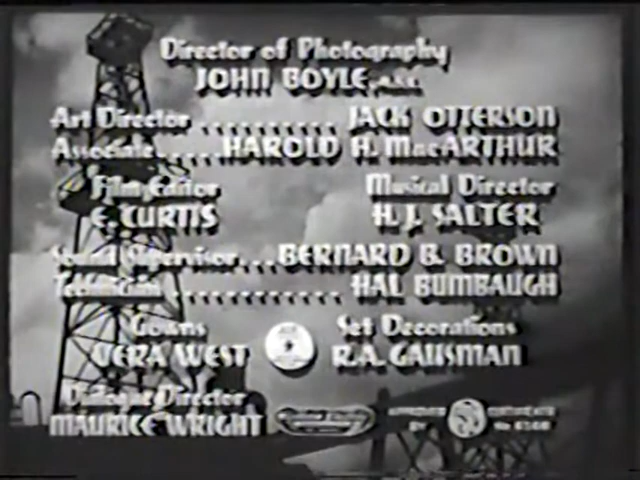 Director of Photography
JOHN BOYLE A.S.C.
Art Director .......... JACK OTTERSON
Associate ..... HAROLD H. MacARTHUR
Film Editor
E. CURTIS
Musical Director
H. J. SALTER
Sound Supervisor... BERNARD B. BROWN
Technician ............. HAL BUMBAUGH
Gowns
VERA WEST
Set Decorations
R. A. GAUSMAN
Dialogue Director
MAURICE WRIGHT
APPROVED
BY
No